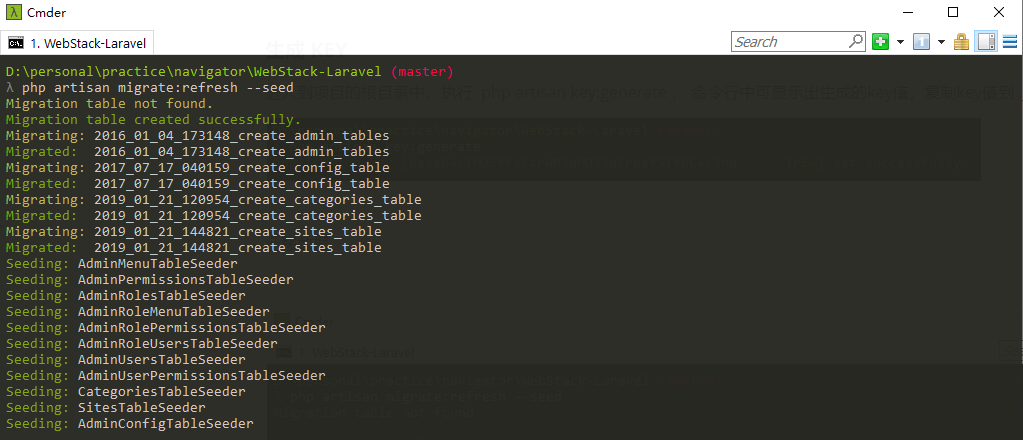 Cmder
1. WebStack-Laravel
Search
D:\personal\practice\navigator\WebStack-Laravel (master)
λ php artisan migrate:refresh --seed
Migration table not found.
Migration table created successfully.
Migrating: 2016_01_04_173148_create_admin_tables
Migrated:  2016_01_04_173148_create_admin_tables
Migrating: 2017_07_17_040159_create_config_table
Migrated:  2017_07_17_040159_create_config_table
Migrating: 2019_01_21_120954_create_categories_table
Migrated:  2019_01_21_120954_create_categories_table
Migrating: 2019_01_21_144821_create_sites_table
Migrated:  2019_01_21_144821_create_sites_table
Seeding: AdminMenuTableSeeder
Seeding: AdminPermissionsTableSeeder
Seeding: AdminRolesTableSeeder
Seeding: AdminRoleMenuTableSeeder
Seeding: AdminRolePermissionsTableSeeder
Seeding: AdminRoleUsersTableSeeder
Seeding: AdminUsersTableSeeder
Seeding: AdminUserPermissionsTableSeeder
Seeding: CategoriesTableSeeder
Seeding: SitesTableSeeder
Seeding: AdminConfigTableSeeder